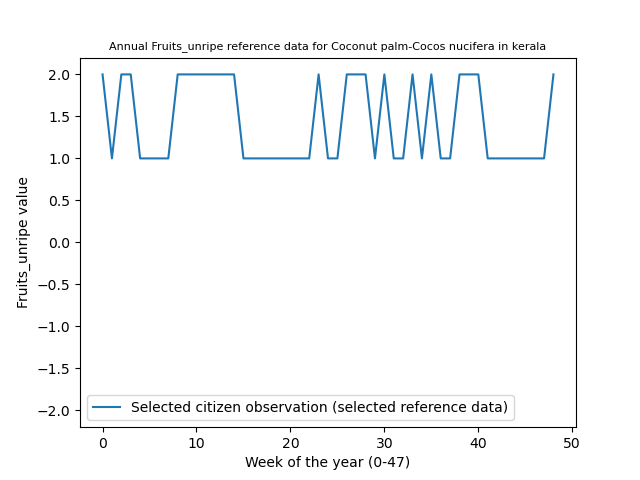 Annual Fruits_unripe reference data for Coconut palm-Cocos nucifera in kerala
2.0
1.5
1.0
0.5
0.0
−0.5
−1.0
−1.5
−2.0
Fruits_unripe value
Selected citizen observation (selected reference data)
0 10 20 30 40 50
Week of the year (0-47)